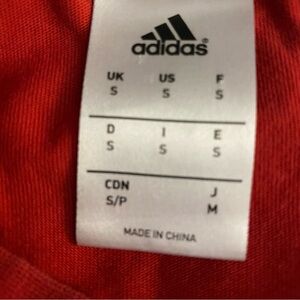 adidas®
UK US F
S S S
D I E
S S S
CDN J
S/P M
MADE IN CHINA